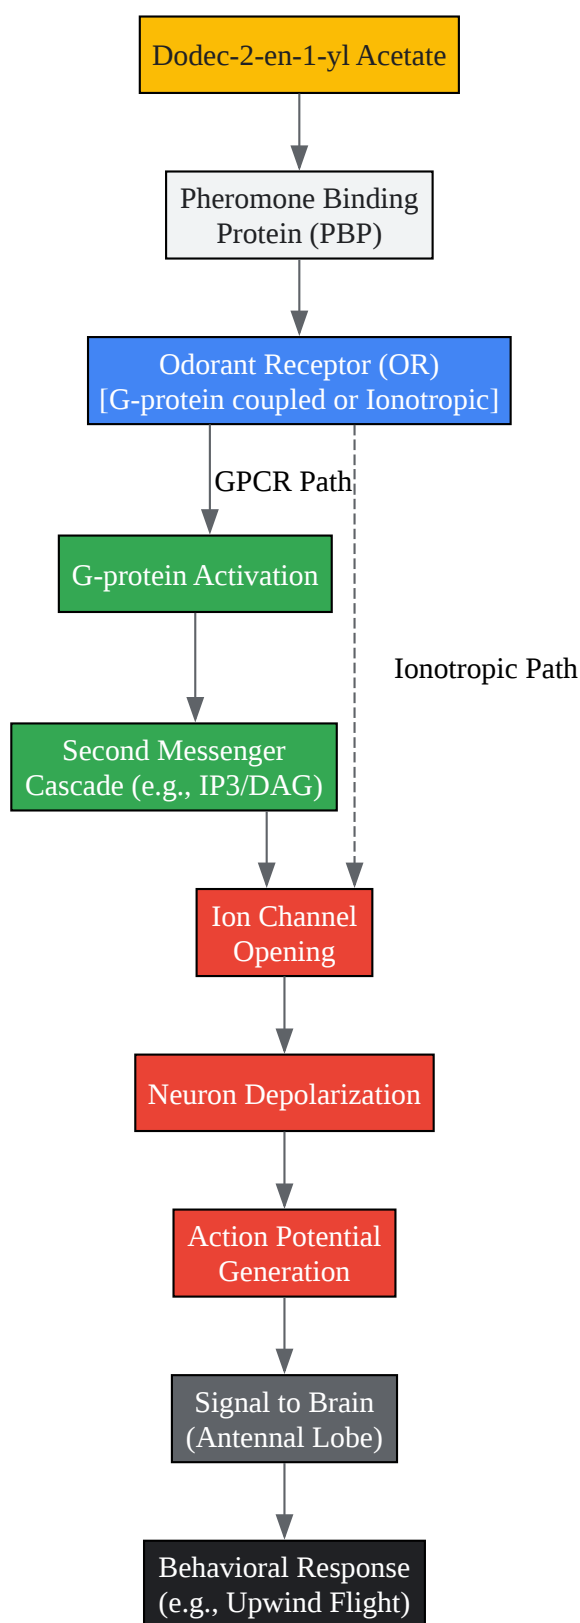 Dodec-2-en-1-yl Acetate
Pheromone Binding
Protein (PBP)
Odorant Receptor (OR)
[G-protein coupled or Ionotropic]
GPCR Path
G-protein Activation
Ionotropic Path
Second Messenger
Cascade (e.g., IP3/DAG)
Ion Channel
Opening
Neuron Depolarization
Action Potential
Generation
Signal to Brain
(Antennal Lobe)
Behavioral Response
(e.g., Upwind Flight)